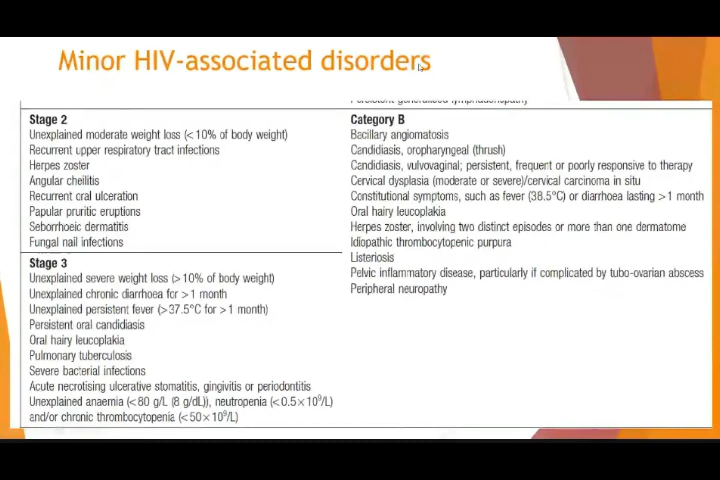 Minor HIV-associated disorders
Persistent generalised lymphadenopathy
Stage 2
Unexplained moderate weight loss (<10% of body weight)
Recurrent upper respiratory tract infections
Herpes zoster
Angular cheilitis
Recurrent oral ulceration
Papular pruritic eruptions
Seborrhoeic dermatitis
Fungal nail infections
Stage 3
Unexplained severe weight loss (>10% of body weight)
Unexplained chronic diarrhoea for >1 month
Unexplained persistent fever (>37.5°C for >1 month)
Persistent oral candidiasis
Oral hairy leucoplakia
Pulmonary tuberculosis
Severe bacterial infections
Acute necrotising ulcerative stomatitis, gingivitis or periodontitis
Unexplained anaemia (<80 g/L (8 g/dL)), neutropenia (<0.5×10⁹/L)
and/or chronic thrombocytopenia (<50×10⁹/L)
Category B
Bacillary angiomatosis
Candidiasis, oropharyngeal (thrush)
Candidiasis, vulvovaginal; persistent, frequent or poorly responsive to therapy
Cervical dysplasia (moderate or severe)/cervical carcinoma in situ
Constitutional symptoms, such as fever (38.5°C) or diarrhoea lasting >1 month
Oral hairy leucoplakia
Herpes zoster, involving two distinct episodes or more than one dermatome
Idiopathic thrombocytopenic purpura
Listeriosis
Pelvic inflammatory disease, particularly if complicated by tubo-ovarian abscess
Peripheral neuropathy